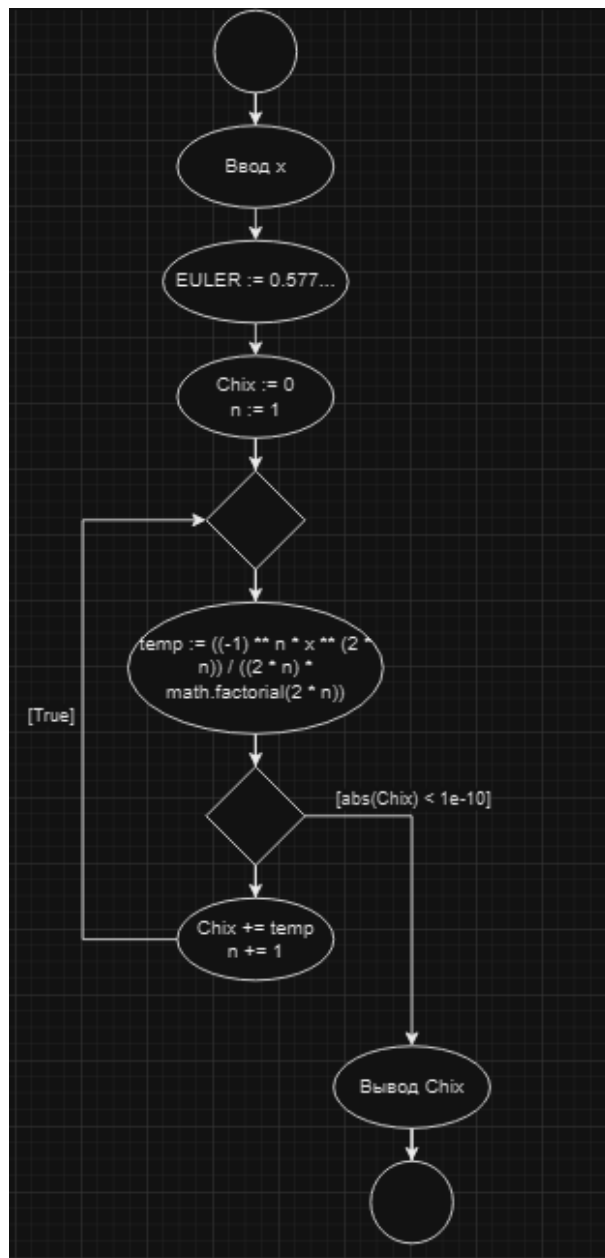 Ввод x
EULER := 0.577...
Chix := 0
n := 1
temp := ((-1) ** n * x ** (2 *
n)) / ((2 * n) *
math.factorial(2 * n))
[True]
[abs(Chix) < 1e-10]
Chix += temp
n += 1
Вывод Chix